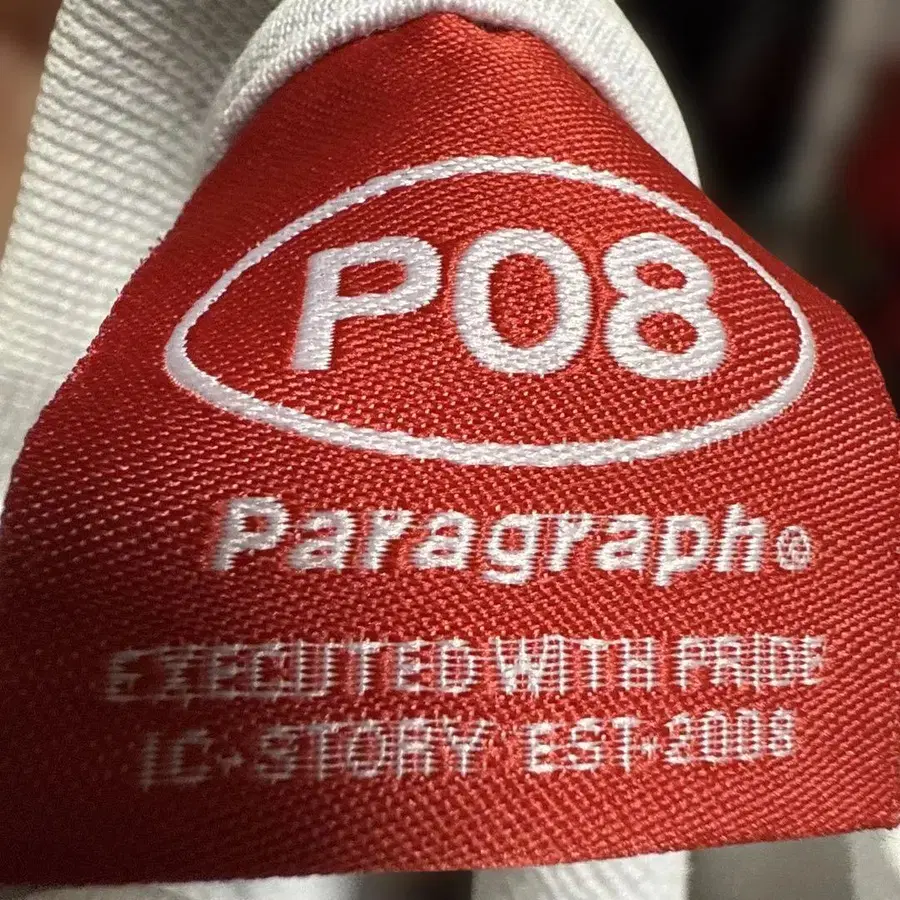 P08
Paragraph®
EXECUTED WITH PRIDE
IC·STORY EST·2008